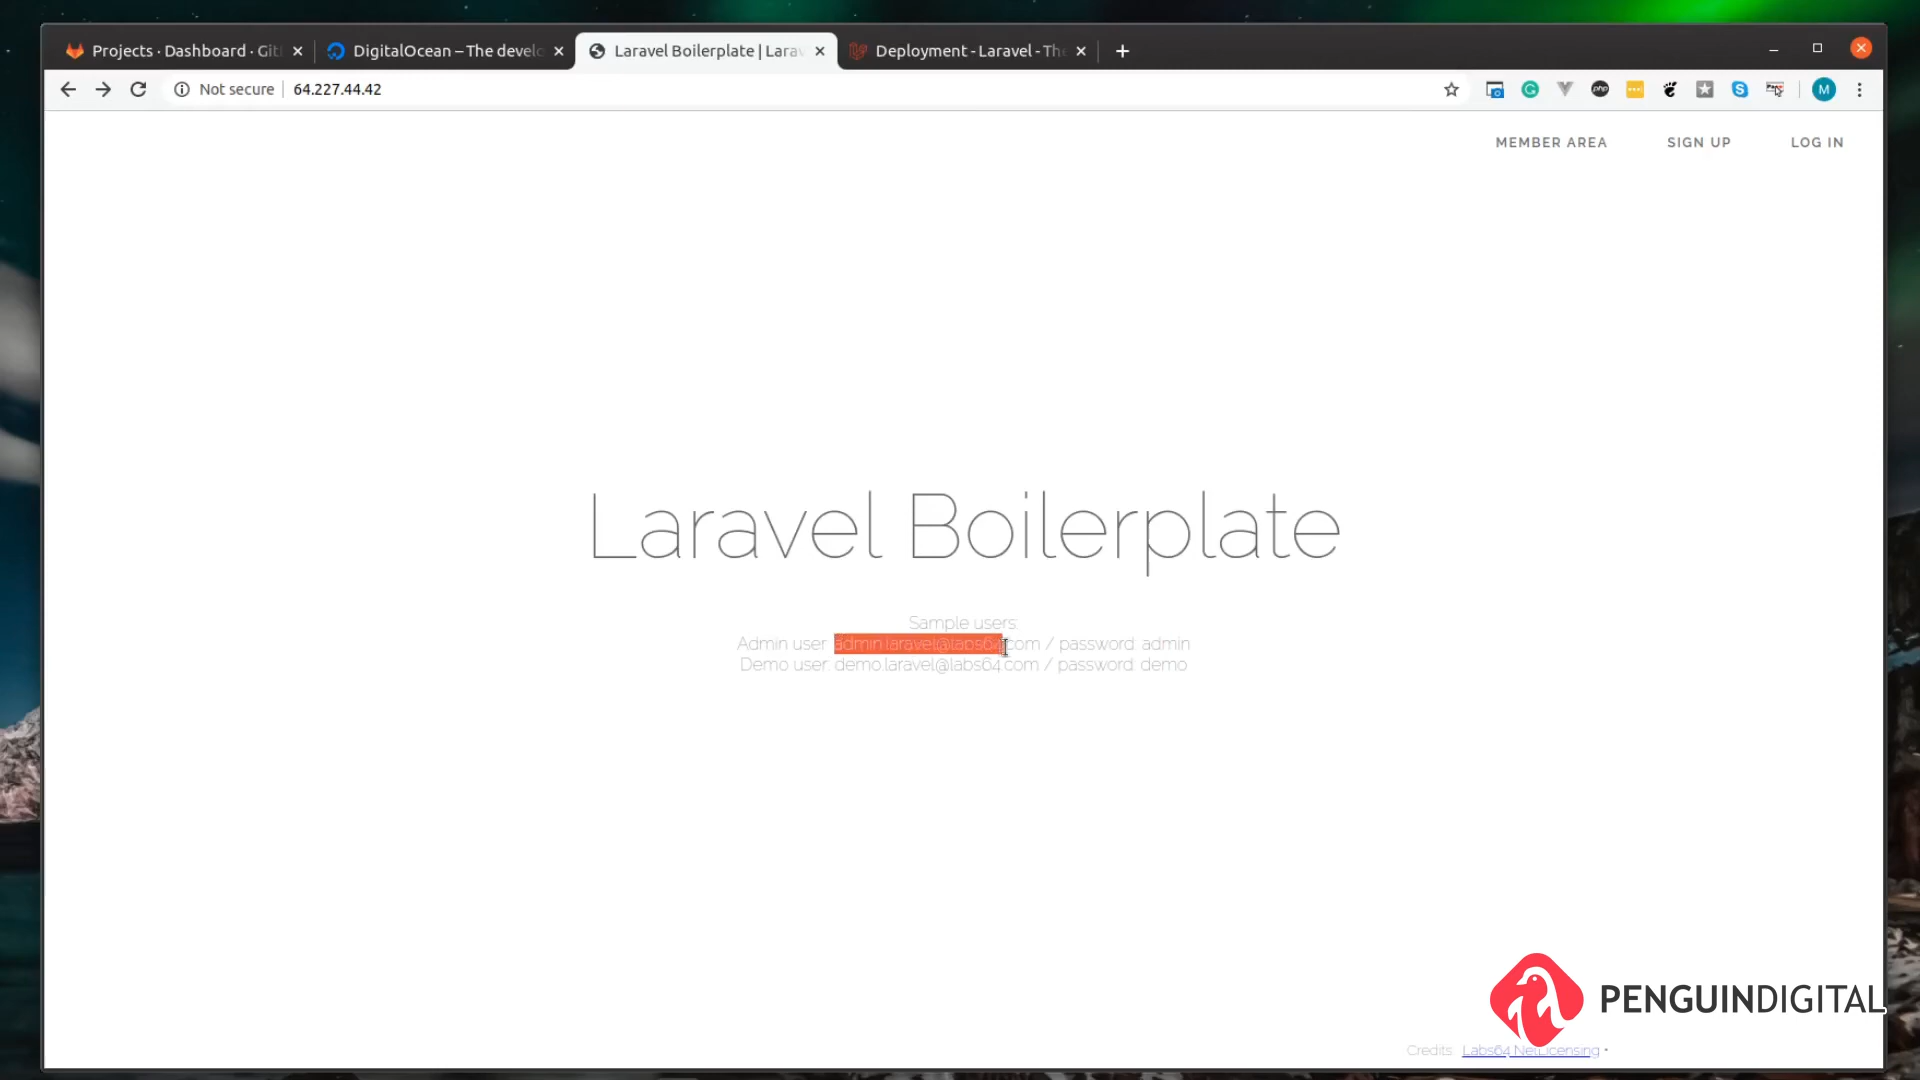 Projects · Dashboard · Git
DigitalOcean – The develo
Laravel Boilerplate | Larav
Deployment - Laravel - The
Not secure
64.227.44.42
M
MEMBER AREA
SIGN UP
LOG IN
Laravel Boilerplate
Sample users:
Admin user: admin.laravel@labs64.com / password: admin
Demo user: demo.laravel@labs64.com / password: demo
PENGUINDIGITAL
Credits: Labs64 NetLicensing •